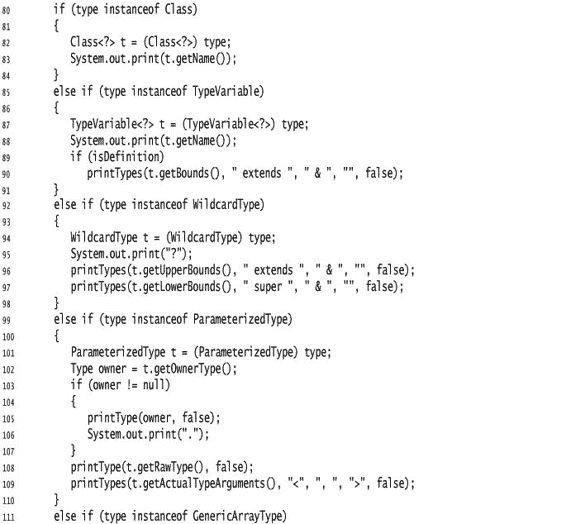 80 if (type instanceof Class)
81 {
82 Class<?> t = (Class<?>) type;
83 System.out.print(t.getName());
84 }
85 else if (type instanceof TypeVariable)
86 {
87 TypeVariable<?> t = (TypeVariable<?>) type;
88 System.out.print(t.getName());
89 if (isDefinition)
90 printTypes(t.getBounds(), " extends ", " & ", "", false);
91 }
92 else if (type instanceof WildcardType)
93 {
94 WildcardType t = (WildcardType) type;
95 System.out.print("?");
96 printTypes(t.getUpperBounds(), " extends ", " & ", "", false);
97 printTypes(t.getLowerBounds(), " super ", " & ", "", false);
98 }
99 else if (type instanceof ParameterizedType)
100 {
101 ParameterizedType t = (ParameterizedType) type;
102 Type owner = t.getOwnerType();
103 if (owner != null)
104 {
105 printType(owner, false);
106 System.out.print(".");
107 }
108 printType(t.getRawType(), false);
109 printTypes(t.getActualTypeArguments(), "<", ", ", ">", false);
110 }
111 else if (type instanceof GenericArrayType)